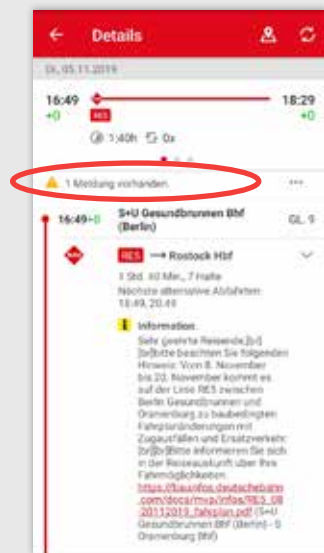 Details
Di., 05.11.2019
16:49 18:29
+0 +0
RE5
1:40h 0x
1 Meldung vorhanden.
16:49+0 S+U Gesundbrunnen Bhf (Berlin) GL. 9
RE5 → Rostock Hbf
1 Std. 40 Min., 7 Halte
Nächste alternative Abfahrten:
18:49, 20:49
Information.
Sehr geehrte Reisende,[br/]
[br/]bitte beachten Sie folgenden
Hinweis: Vom 8. November
bis 20. November kommt es
auf der Linie RE5 zwischen
Berlin Gesundbrunnen und
Oranienburg zu baubedingten
Fahrplanänderungen mit
Zugausfällen und Ersatzverkehr.
[br/][br/]Bitte informieren Sie sich
in der Reiseauskunft über Ihre
Fahrmöglichkeiten.
https://bauinfos.deutschebahn
.com/docs/mvp/infos/RE5_08
-20112019_fahrplan.pdf (S+U
Gesundbrunnen Bhf (Berlin) - S
Oranienburg Bhf)